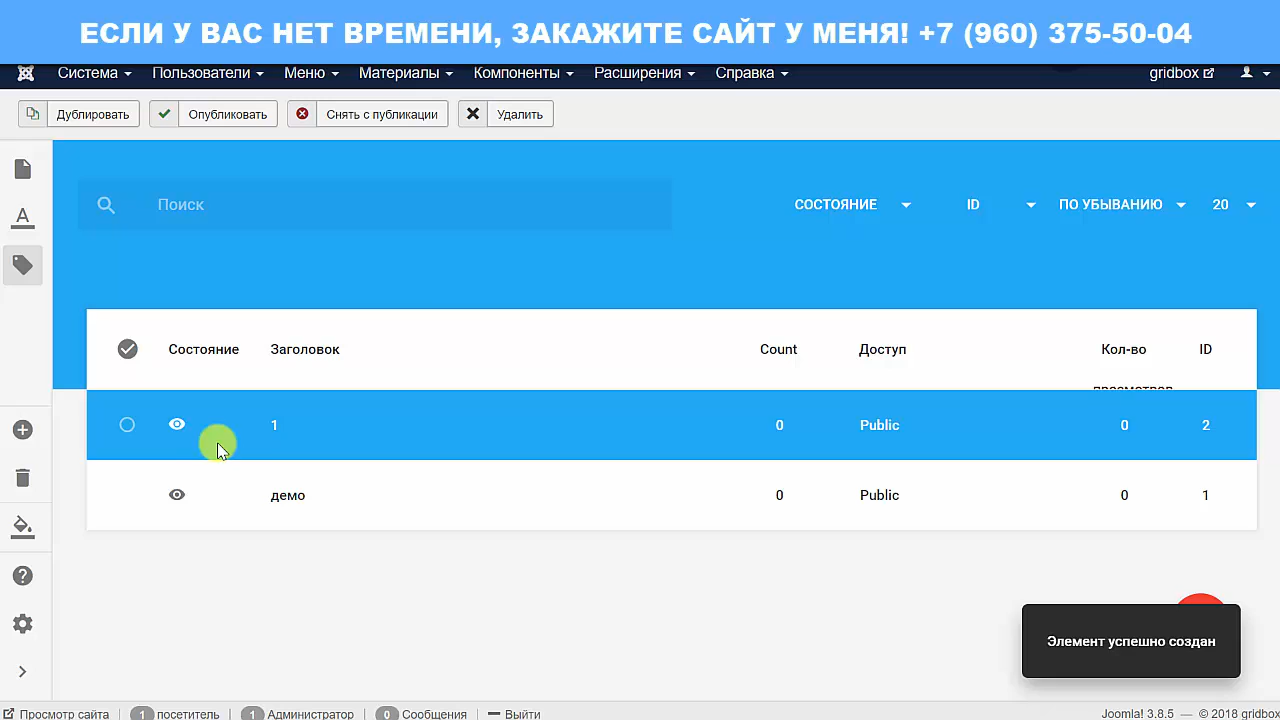 ЕСЛИ У ВАС НЕТ ВРЕМЕНИ, ЗАКАЖИТЕ САЙТ У МЕНЯ! +7 (960) 375-50-04
Система Пользователи Меню Материалы Компоненты Расширения Справка gridbox
Дублировать Опубликовать Снять с публикации Удалить
Поиск СОСТОЯНИЕ ID ПО УБЫВАНИЮ 20
Состояние Заголовок Count Доступ Кол-во ID
просмотров
1 0 Public 0 2
демо 0 Public 0 1
Элемент успешно создан
Просмотр сайта 1 посетитель 1 Администратор 0 Сообщения Выйти Joomla! 3.8.5 — © 2018 gridbox